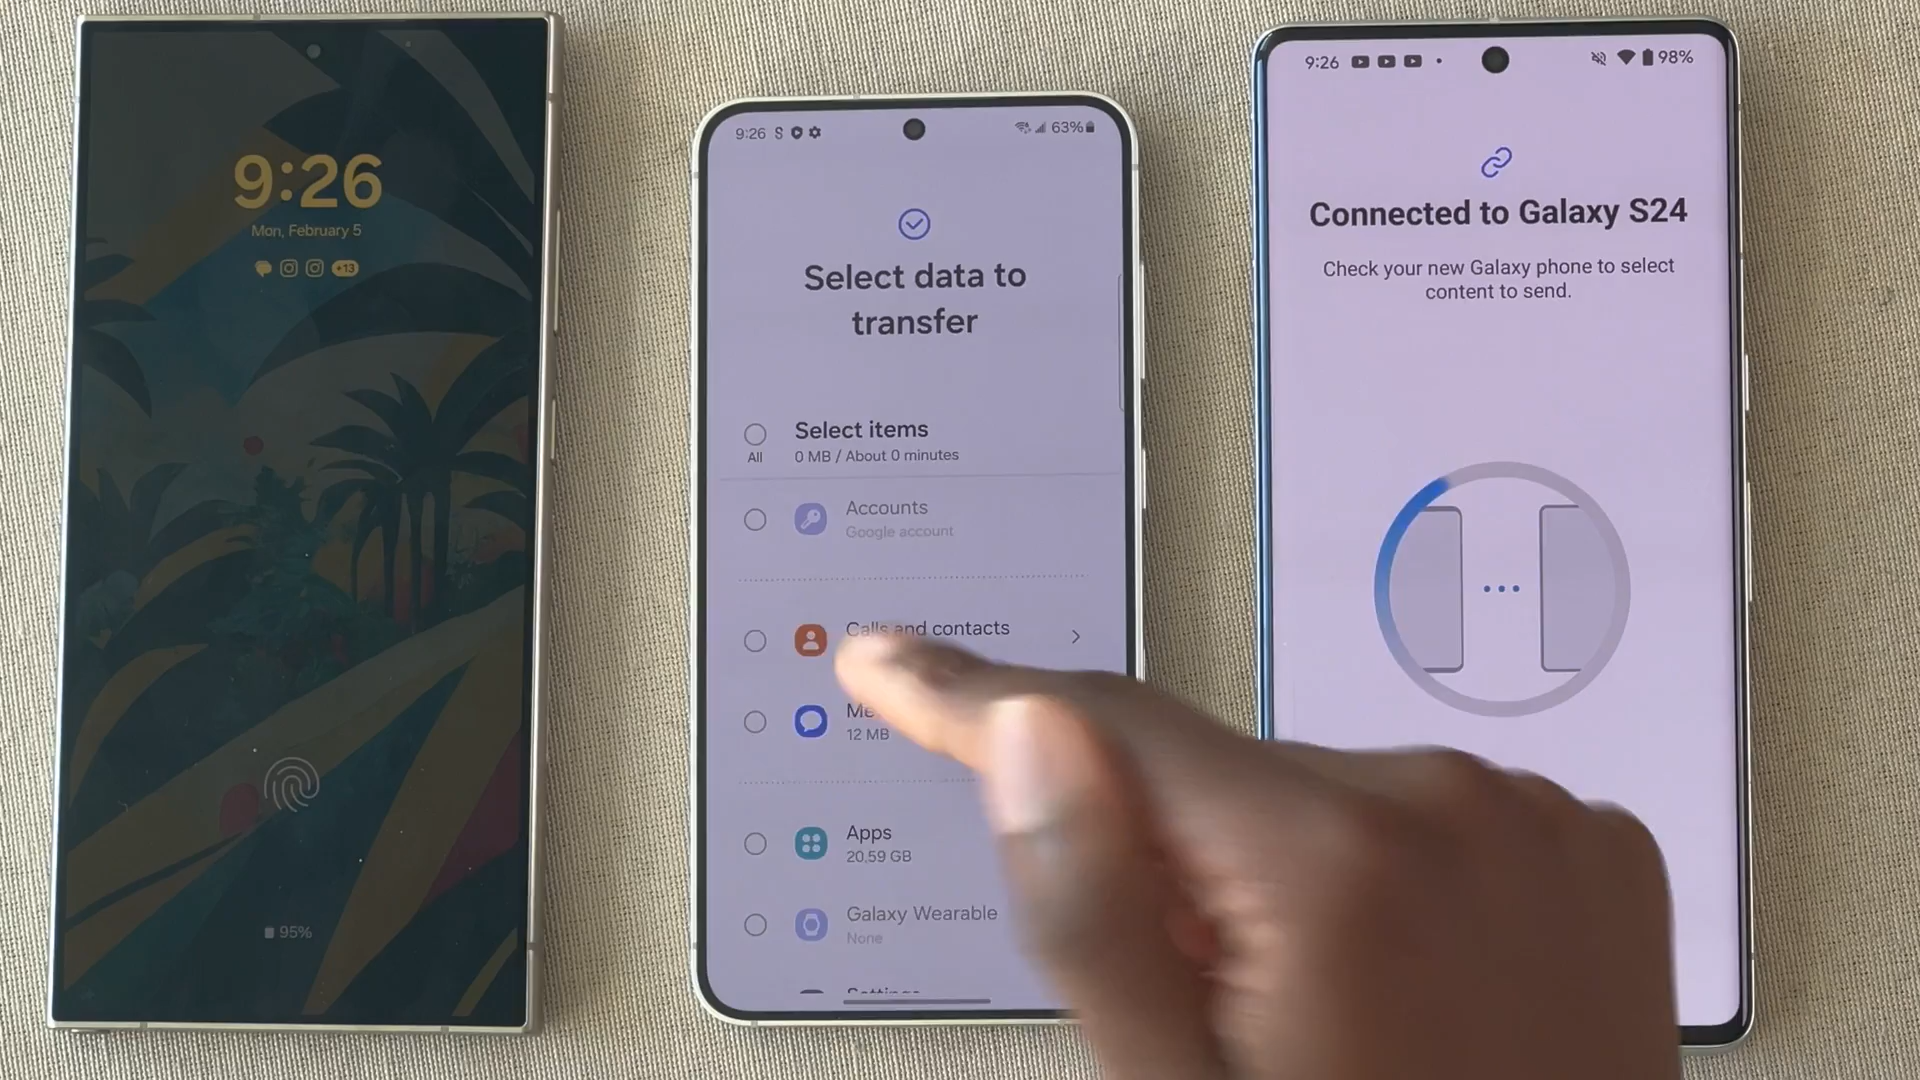 9:26
Mon, February 5
+13
95%
9:26
63%
Select data to
transfer
Select items
All
0 MB / About 0 minutes
Accounts
Google account
Calls and contacts
12 MB
Apps
20.59 GB
Galaxy Wearable
None
9:26
98%
Connected to Galaxy S24
Check your new Galaxy phone to select
content to send.